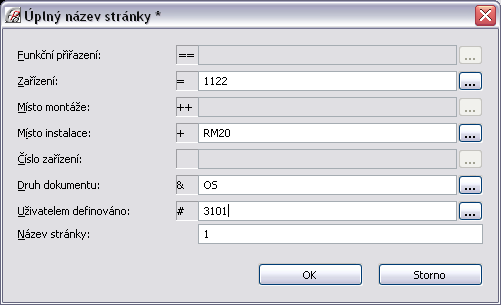 Úplný název stránky *
Funkční přiřazení: == ...
Zařízení: = 1122 ...
Místo montáže: ++ ...
Místo instalace: + RM20 ...
Číslo zařízení: ...
Druh dokumentu: & OS ...
Uživatelem definováno: # 3101 ...
Název stránky: 1
OK Storno